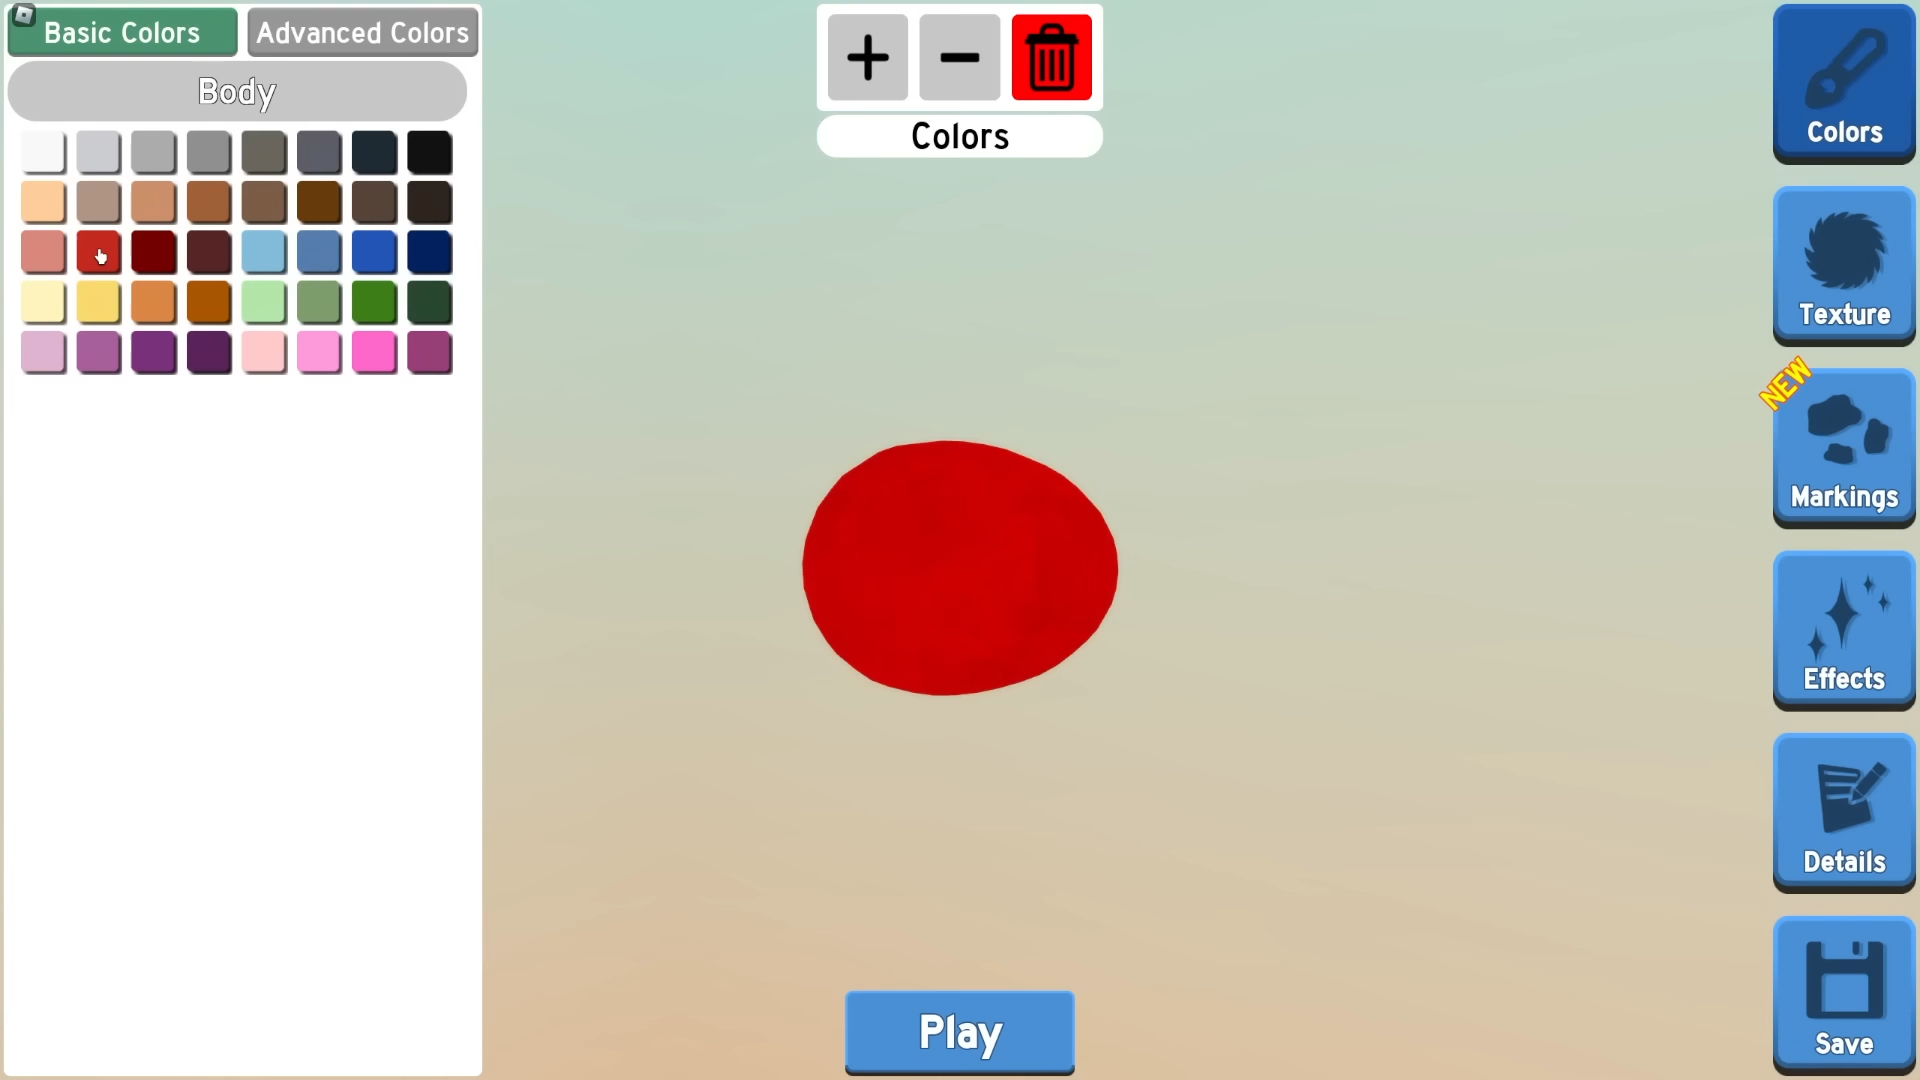 Basic Colors
Advanced Colors
Body
Colors
Colors
Texture
NEW
Markings
Effects
Details
Save
Play